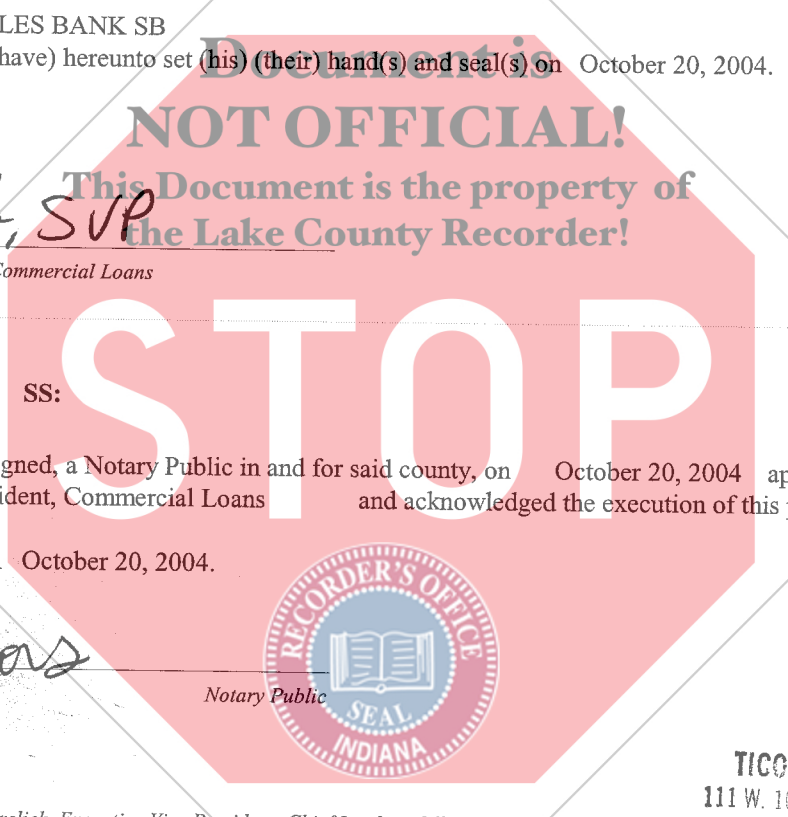 LES BANK SB
have) hereunto set (his) (their) hand(s) and seal(s) on October 20, 2004.
Document is
NOT OFFICIAL!
This Document is the property of
the Lake County Recorder!
, SVP
Commercial Loans
STOP
SS:
gned, a Notary Public in and for said county, on October 20, 2004 ap
ident, Commercial Loans and acknowledged the execution of this
October 20, 2004.
RECORDER'S OFFICE
SEAL
INDIANA
Notary Public
TICO
111 W. 1